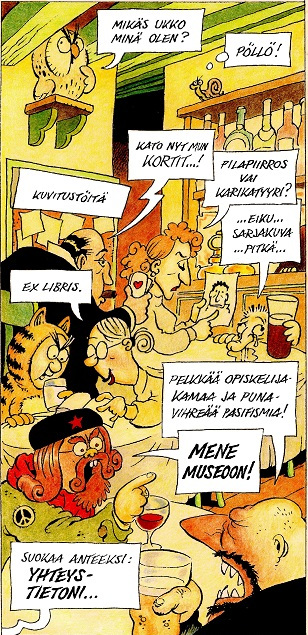 MIKÄS UKKO
MINÄ OLEN?
PÖLLÖ!
KATO NYT MUN
KORTIT...!
PILAPIIRROS
VAI
KARIKATYYRI?
KUVITUSTÖITÄ
...EIKU...
SARJAKUVA
...PITKÄ...
EX LIBRIS.
PELKKÄÄ OPISKELIJA-
KAMAA JA PUNA-
VIHREÄÄ PASIFISMIA!
MENE
MUSEOON!
SUOKAA ANTEEKSI:
YHTEYS-
TIETONI...